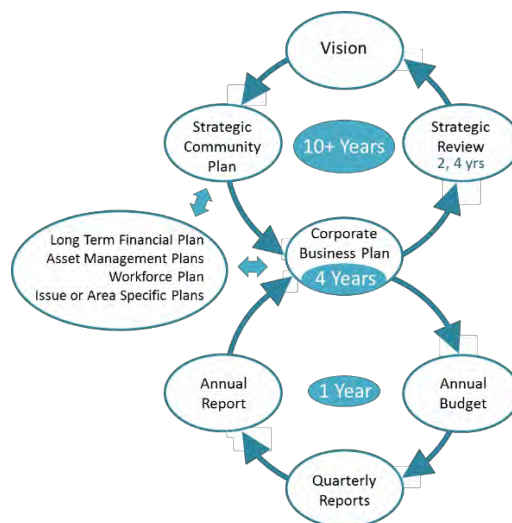 Vision
Strategic
Community
Plan
10+ Years
Strategic
Review
2, 4 yrs
Long Term Financial Plan
Asset Management Plans
Workforce Plan
Issue or Area Specific Plans
Corporate
Business Plan
4 Years
Annual
Report
1 Year
Annual
Budget
Quarterly
Reports